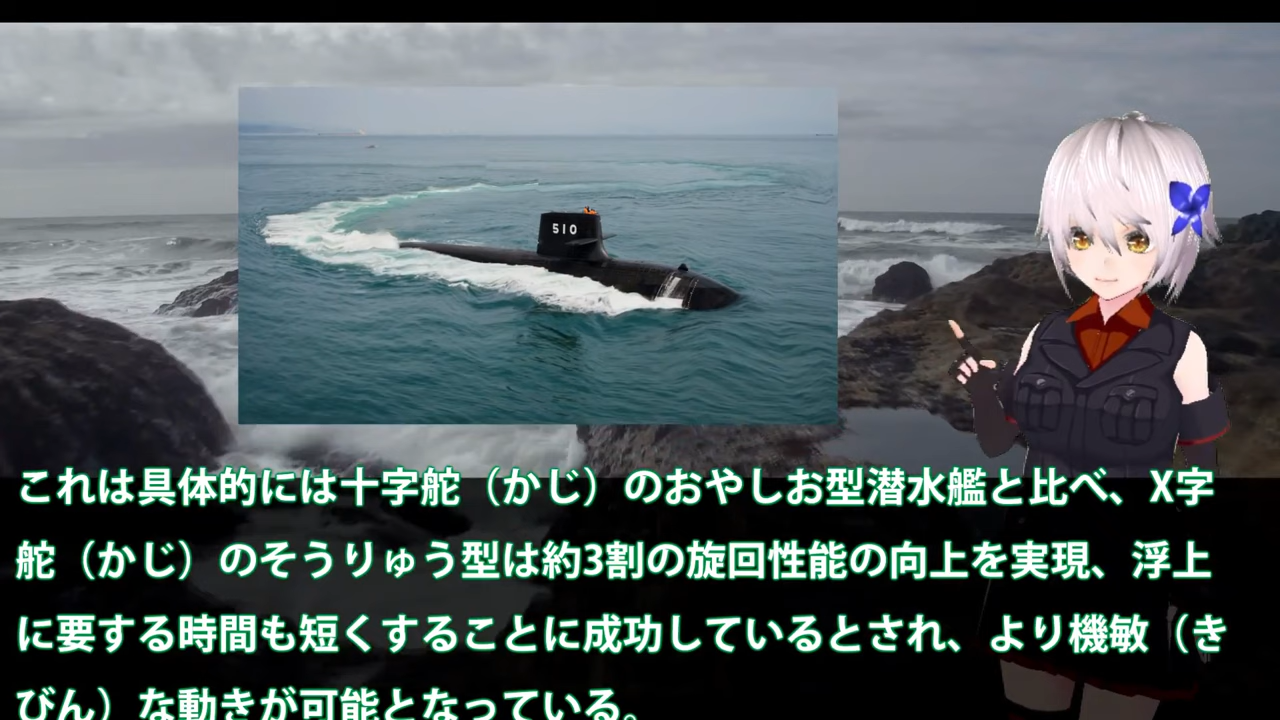 510
これは具体的には十字舵（かじ）のおやしお型潜水艦と比べ、X字
舵（かじ）のそうりゅう型は約3割の旋回性能の向上を実現、浮上
に要する時間も短くすることに成功しているとされ、より機敏（き
びん）な動きが可能となっている。